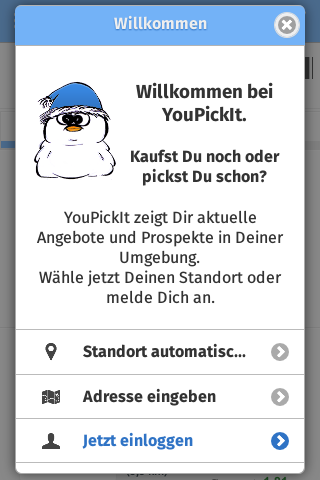 Willkommen
Willkommen bei
YouPickIt.
Kaufst Du noch oder
pickst Du schon?
YouPickIt zeigt Dir aktuelle
Angebote und Prospekte in Deiner
Umgebung.
Wähle jetzt Deinen Standort oder
melde Dich an.
Standort automatisc...
Adresse eingeben
Jetzt einloggen